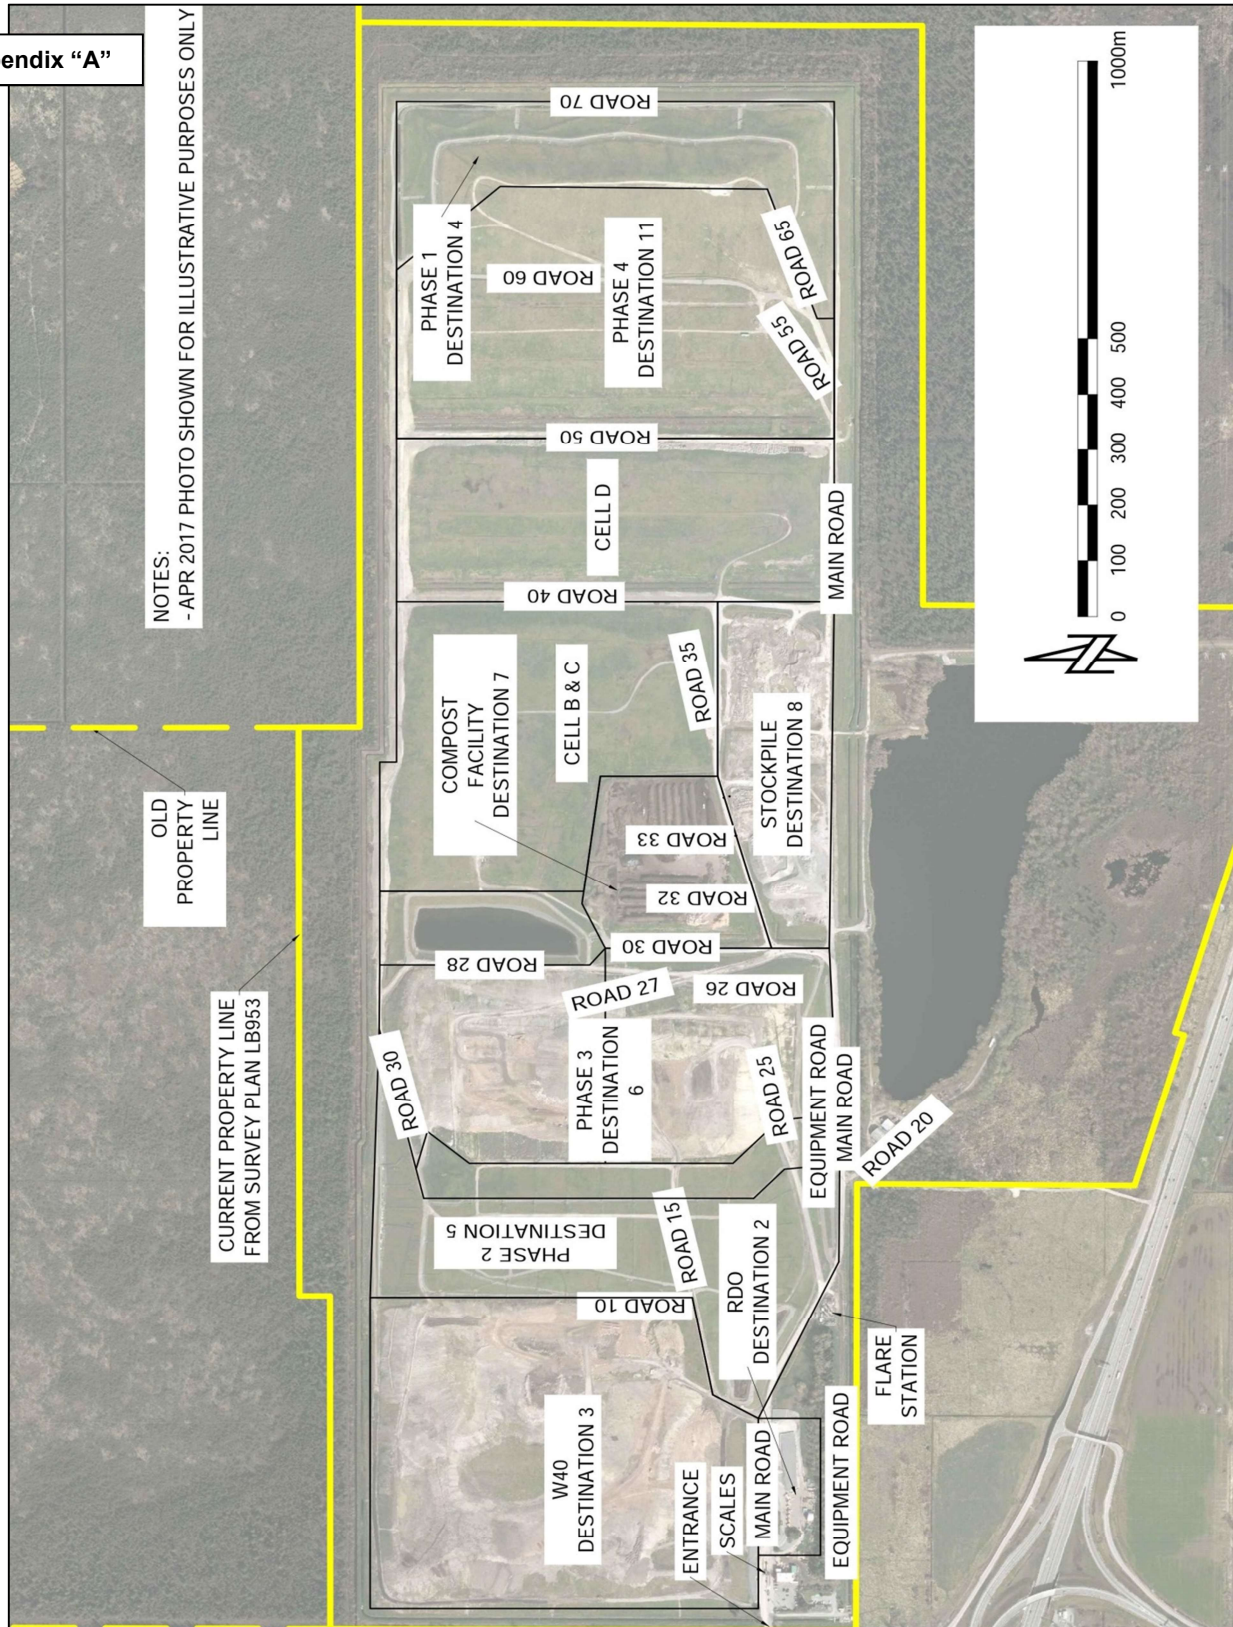 endix “A”
NOTES:
- APR 2017 PHOTO SHOWN FOR ILLUSTRATIVE PURPOSES ONLY
OLD
PROPERTY
LINE
CURRENT PROPERTY LINE
FROM SURVEY PLAN LB953
ROAD 70
PHASE 1
DESTINATION 4
ROAD 60
PHASE 4
DESTINATION 11
ROAD 65
ROAD 55
ROAD 50
CELL D
MAIN ROAD
ROAD 40
CELL B & C
COMPOST
FACILITY
DESTINATION 7
ROAD 35
STOCKPILE
DESTINATION 8
ROAD 33
ROAD 32
ROAD 30
ROAD 28
ROAD 27
ROAD 26
ROAD 30
PHASE 3
DESTINATION
6
ROAD 25
EQUIPMENT ROAD
MAIN ROAD
ROAD 20
PHASE 2
DESTINATION 5
ROAD 15
RDO
DESTINATION 2
ROAD 10
W40
DESTINATION 3
FLARE
STATION
ENTRANCE
SCALES
MAIN ROAD
EQUIPMENT ROAD
0
100
200
300
400
500
1000m
N